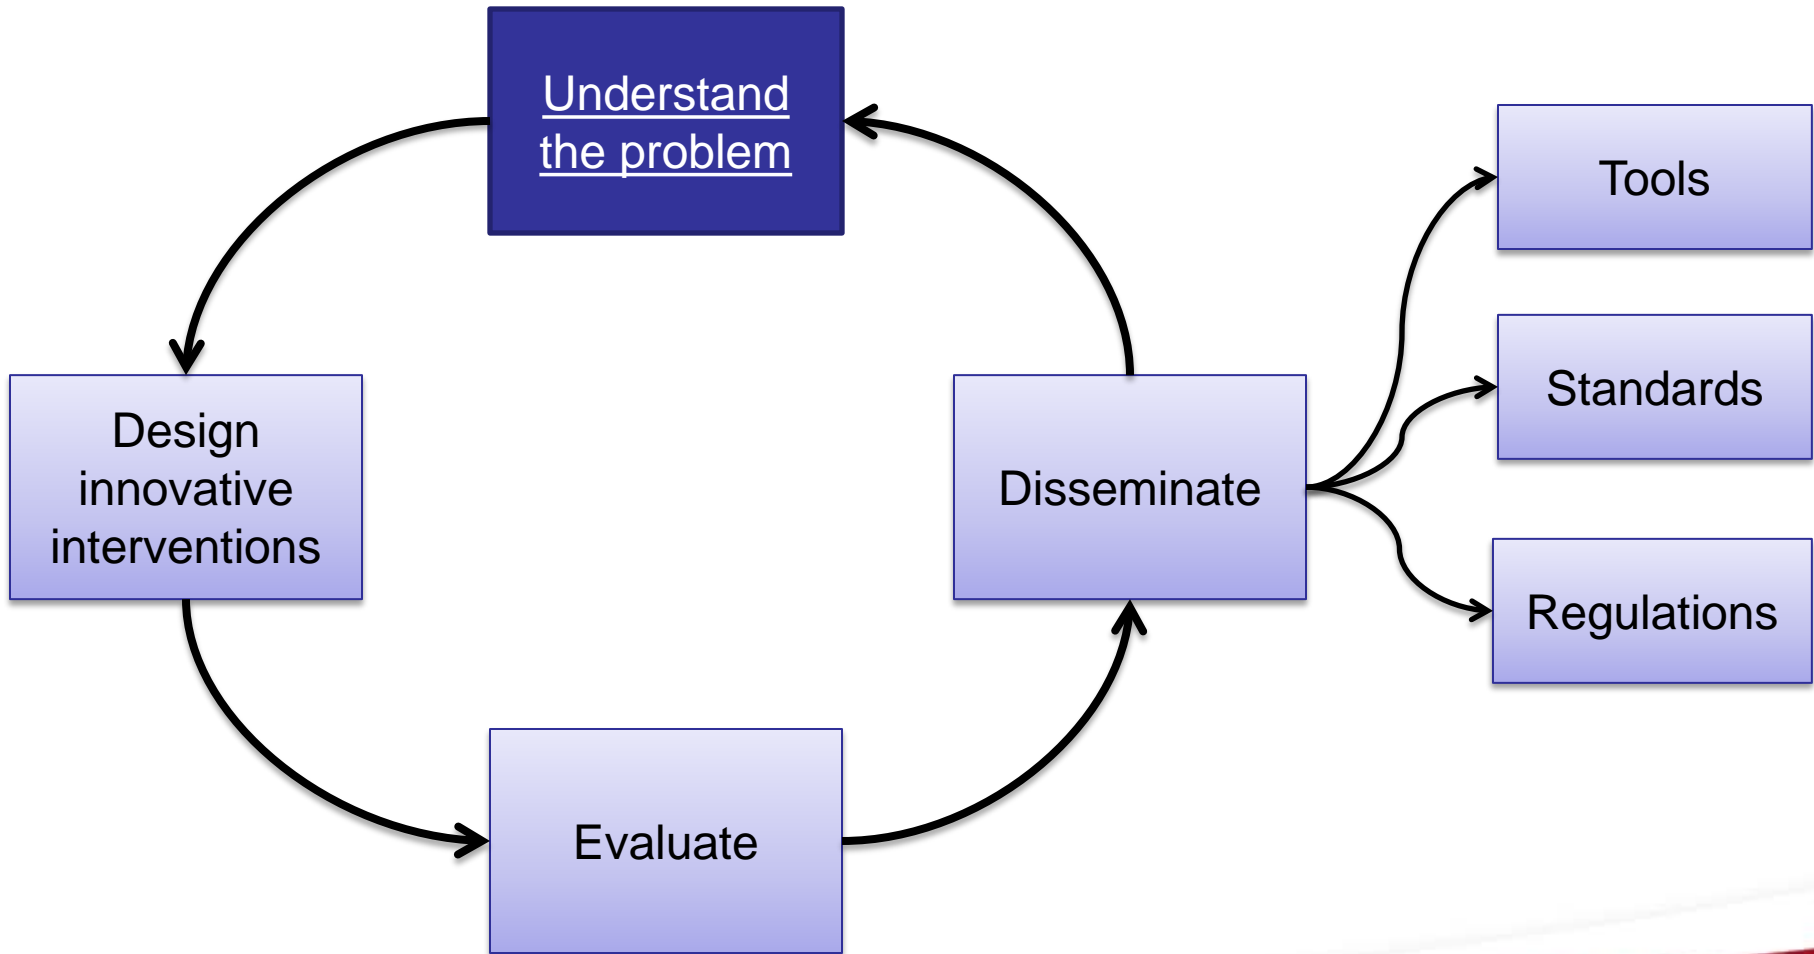 Understand
the problem
Design
innovative
interventions
Evaluate
Disseminate
Tools
Standards
Regulations